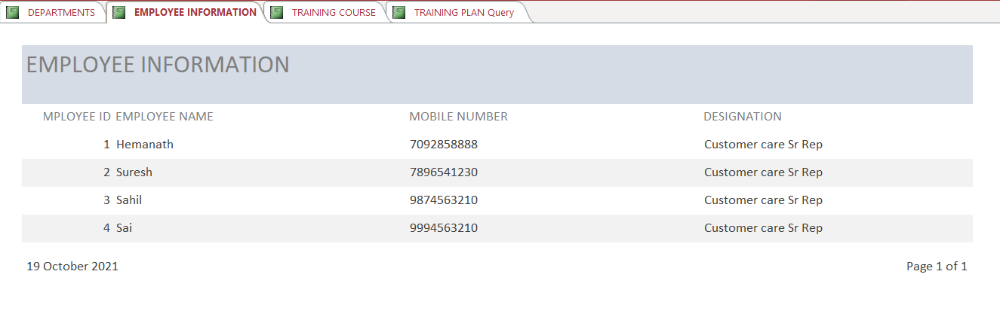 DEPARTMENTS EMPLOYEE INFORMATION TRAINING COURSE TRAINING PLAN Query
EMPLOYEE INFORMATION
MPLOYEE ID EMPLOYEE NAME MOBILE NUMBER DESIGNATION
1 Hemanath 7092858888 Customer care Sr Rep
2 Suresh 7896541230 Customer care Sr Rep
3 Sahil 9874563210 Customer care Sr Rep
4 Sai 9994563210 Customer care Sr Rep
19 October 2021 Page 1 of 1